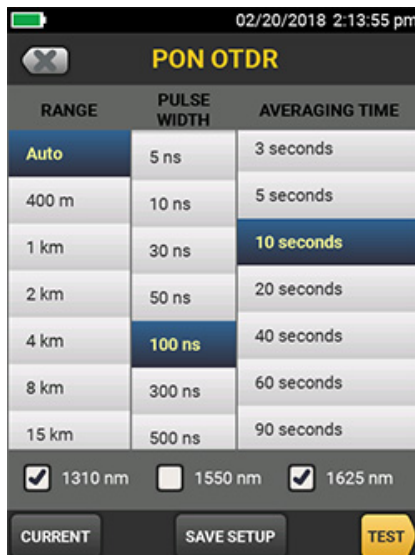 02/20/2018 2:13:55 pm
PON OTDR
RANGE
PULSE WIDTH
AVERAGING TIME
Auto
5 ns
3 seconds
400 m
10 ns
5 seconds
1 km
30 ns
10 seconds
2 km
50 ns
20 seconds
4 km
100 ns
40 seconds
8 km
300 ns
60 seconds
15 km
500 ns
90 seconds
1310 nm
1550 nm
1625 nm
CURRENT
SAVE SETUP
TEST